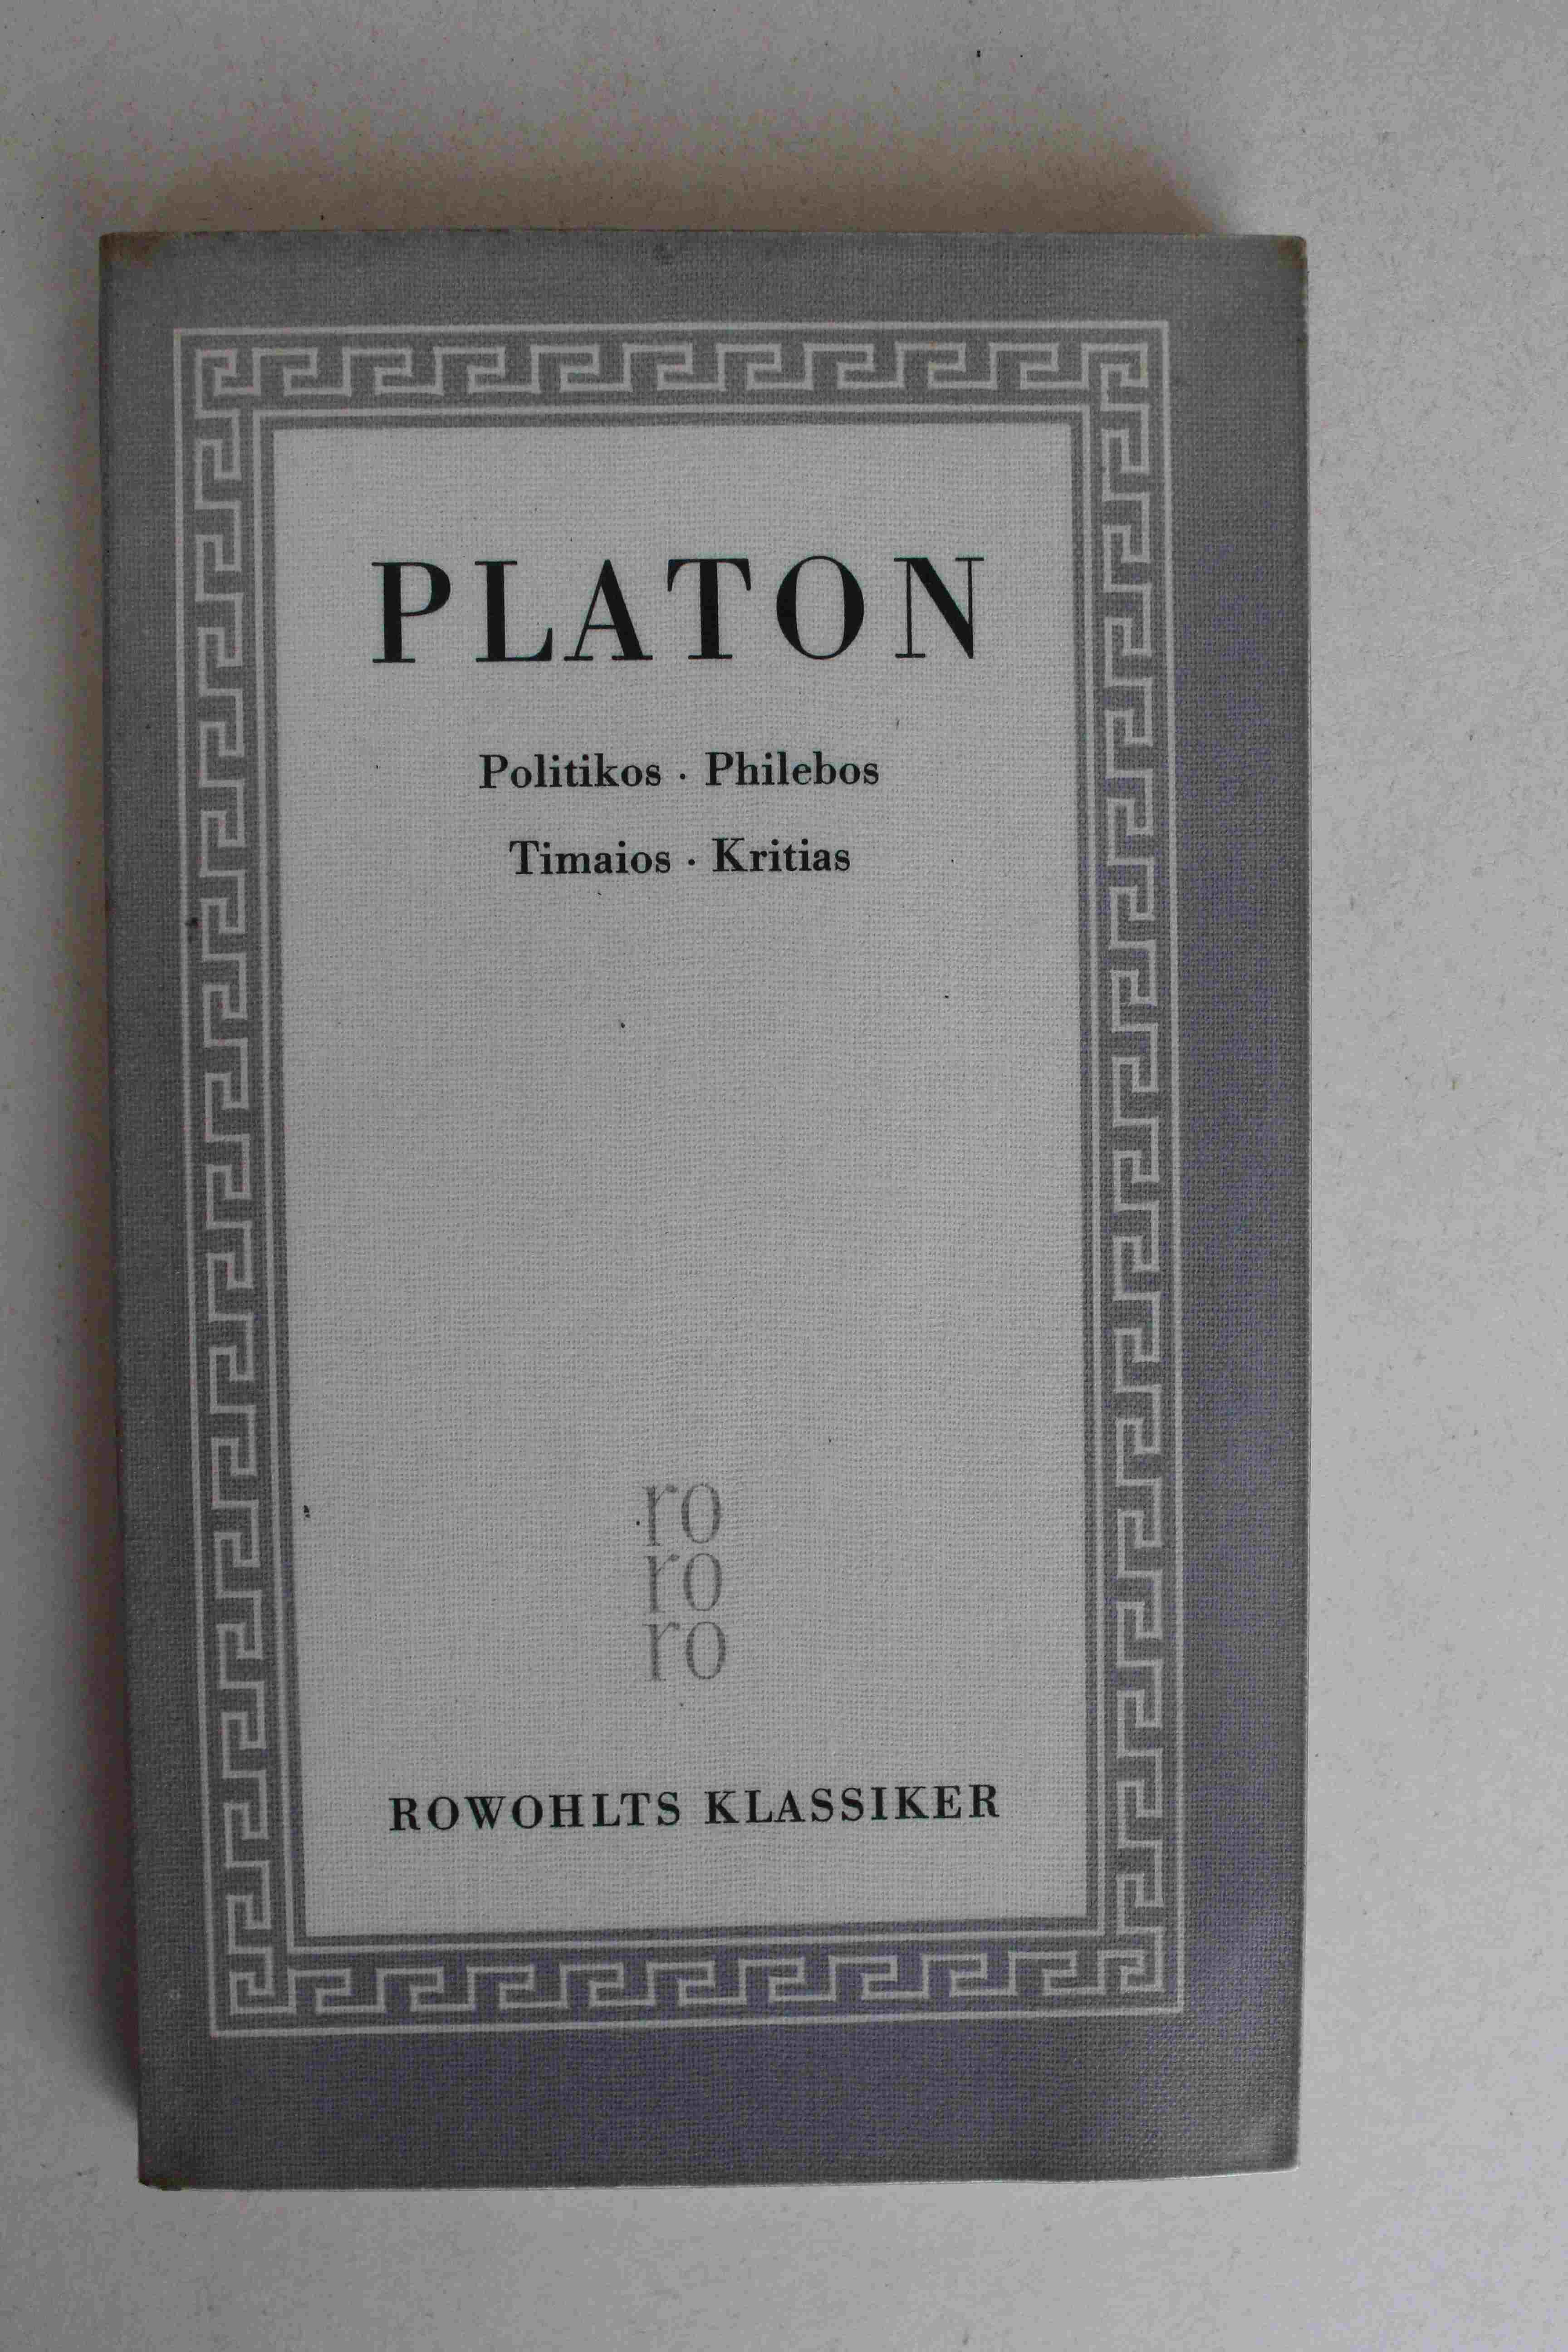 PLATON
Politikos · Philebos
Timaios · Kritias
ro
ro
ro
ROWOHLTS KLASSIKER